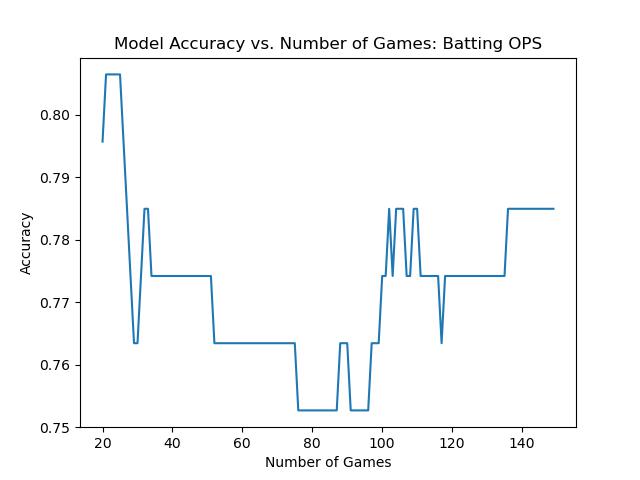 Model Accuracy vs. Number of Games: Batting OPS
0.80
0.79
0.78
0.77
0.76
0.75
Accuracy
20 40 60 80 100 120 140
Number of Games